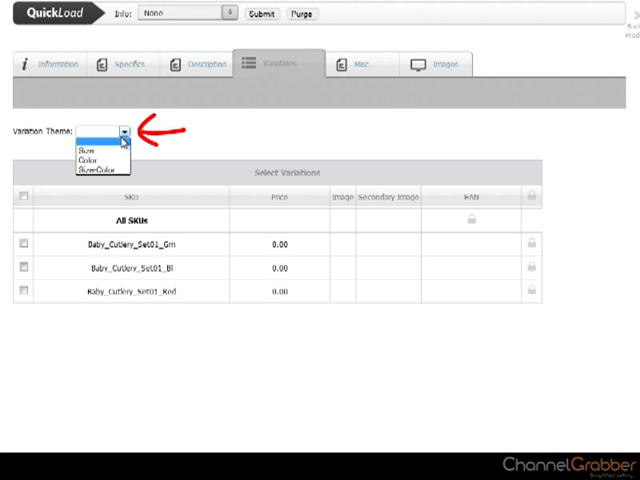 QuickLoad Info: None Submit Purge
Information Specifics Description Variations Misc Images
Variation Theme:
Size
Color
Size-Color
Select Variations
SKU Price Image Secondary Image EAN
All SKUs
Baby_Cutlery_Set01_Grn 0.00
Baby_Cutlery_Set01_Bl 0.00
Baby_Cutlery_Set01_Red 0.00
ChannelGrabber